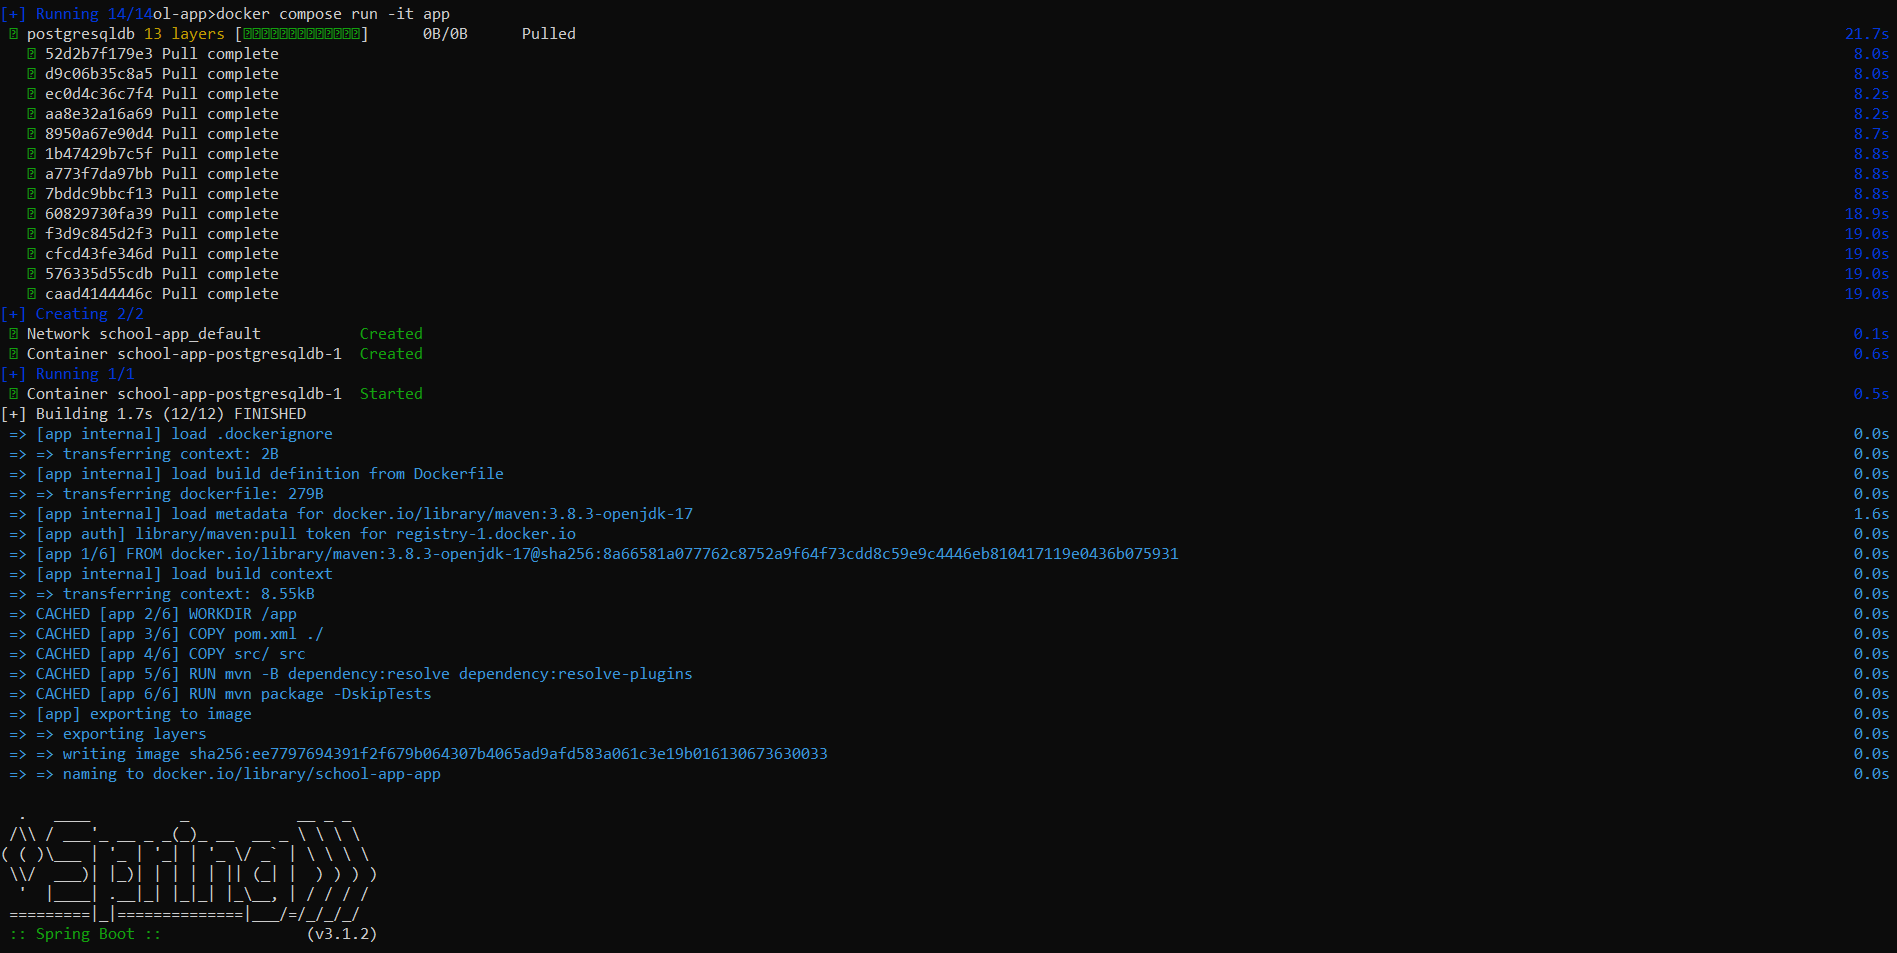 [+] Running 14/14ol-app>docker compose run -it app
postgresqldb 13 layers [] 0B/0B Pulled 21.7s
52d2b7f179e3 Pull complete 8.0s
d9c06b35c8a5 Pull complete 8.0s
ec0d4c36c7f4 Pull complete 8.2s
aa8e32a16a69 Pull complete 8.2s
8950a67e90d4 Pull complete 8.7s
1b47429b7c5f Pull complete 8.8s
a773f7da97bb Pull complete 8.8s
7bddc9bbcf13 Pull complete 8.8s
60829730fa39 Pull complete 18.9s
f3d9c845d2f3 Pull complete 19.0s
cfcd43fe346d Pull complete 19.0s
576335d55cdb Pull complete 19.0s
caad4144446c Pull complete 19.0s
[+] Creating 2/2
Network school-app_default Created 0.1s
Container school-app-postgresqldb-1 Created 0.6s
[+] Running 1/1
Container school-app-postgresqldb-1 Started 0.5s
[+] Building 1.7s (12/12) FINISHED
=> [app internal] load .dockerignore 0.0s
=> => transferring context: 2B 0.0s
=> [app internal] load build definition from Dockerfile 0.0s
=> => transferring dockerfile: 279B 0.0s
=> [app internal] load metadata for docker.io/library/maven:3.8.3-openjdk-17 1.6s
=> [app auth] library/maven:pull token for registry-1.docker.io 0.0s
=> [app 1/6] FROM docker.io/library/maven:3.8.3-openjdk-17@sha256:8a66581a077762c8752a9f64f73cdd8c59e9c4446eb810417119e0436b075931 0.0s
=> [app internal] load build context 0.0s
=> => transferring context: 8.55kB 0.0s
=> CACHED [app 2/6] WORKDIR /app 0.0s
=> CACHED [app 3/6] COPY pom.xml ./ 0.0s
=> CACHED [app 4/6] COPY src/ src 0.0s
=> CACHED [app 5/6] RUN mvn -B dependency:resolve dependency:resolve-plugins 0.0s
=> CACHED [app 6/6] RUN mvn package -DskipTests 0.0s
=> [app] exporting to image 0.0s
=> => exporting layers 0.0s
=> => writing image sha256:ee7797694391f2f679b064307b4065ad9afd583a061c3e19b016130673630033 0.0s
=> => naming to docker.io/library/school-app-app 0.0s
Spring
:: Spring Boot :: (v3.1.2)